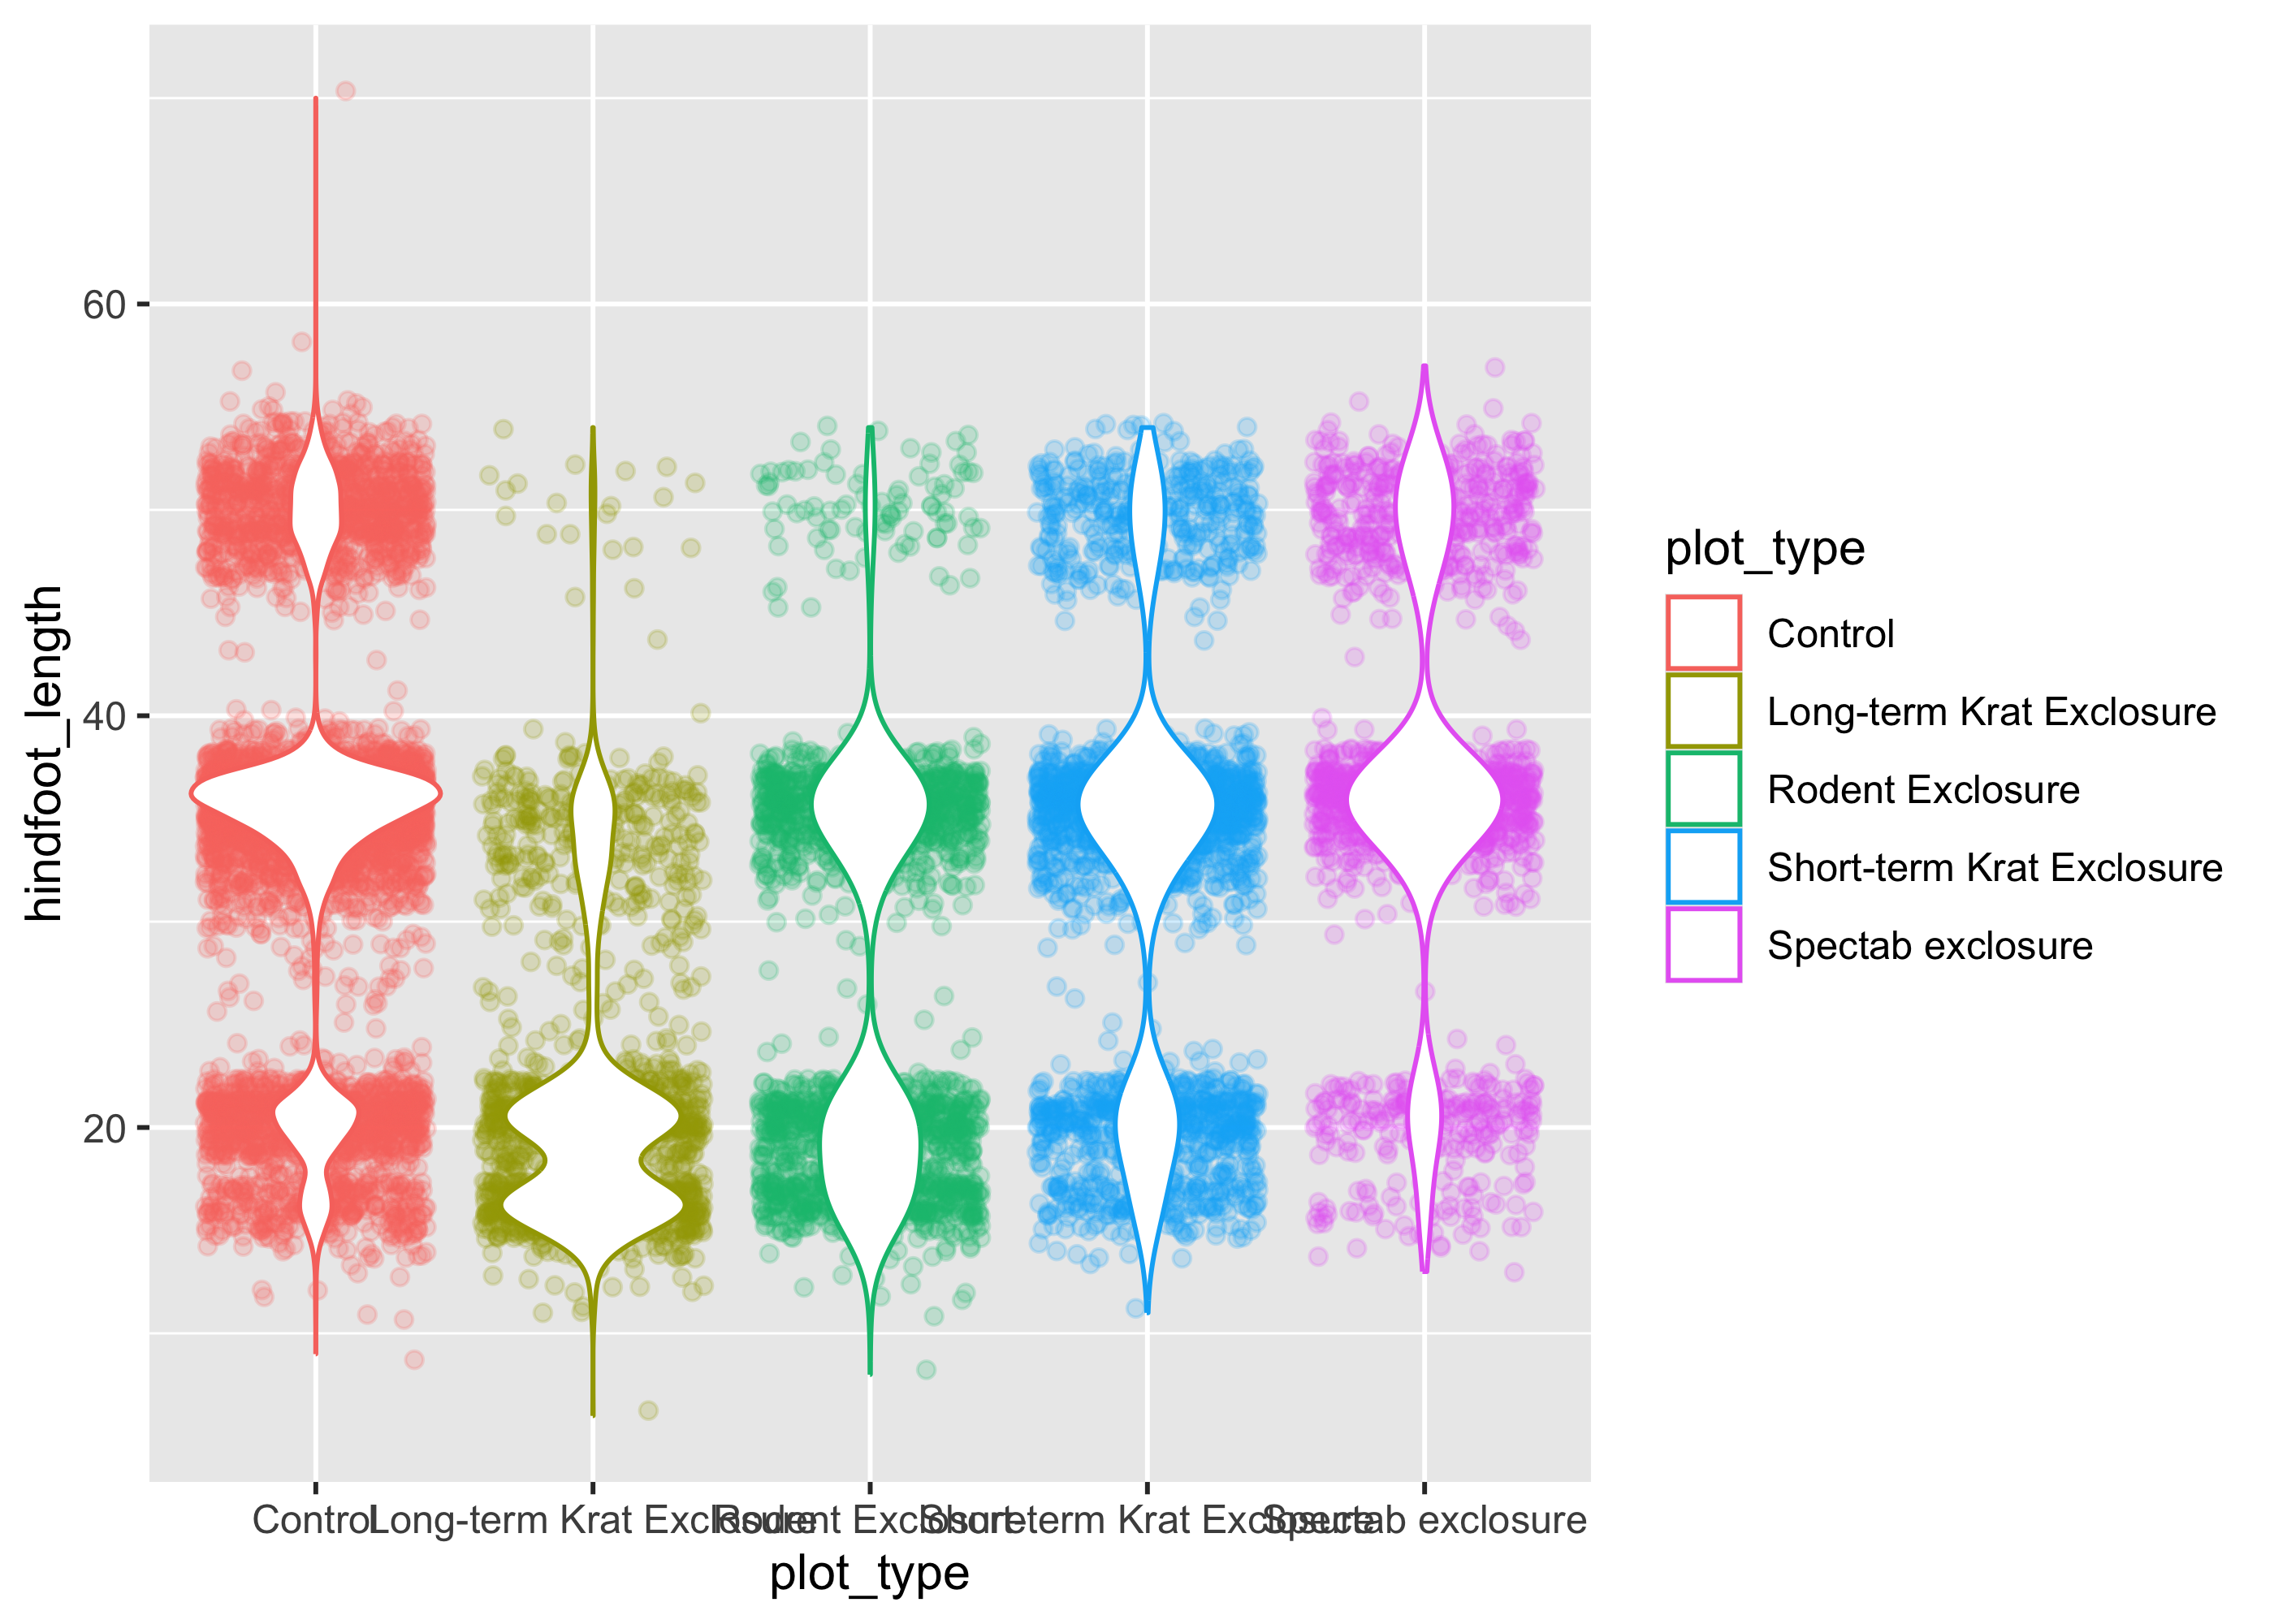 60
40
20
hindfoot_length
Control
Long-term Krat Exclosure
Rodent Exclosure
Short-term Krat Exclosure
Spectab exclosure
plot_type
plot_type
Control
Long-term Krat Exclosure
Rodent Exclosure
Short-term Krat Exclosure
Spectab exclosure